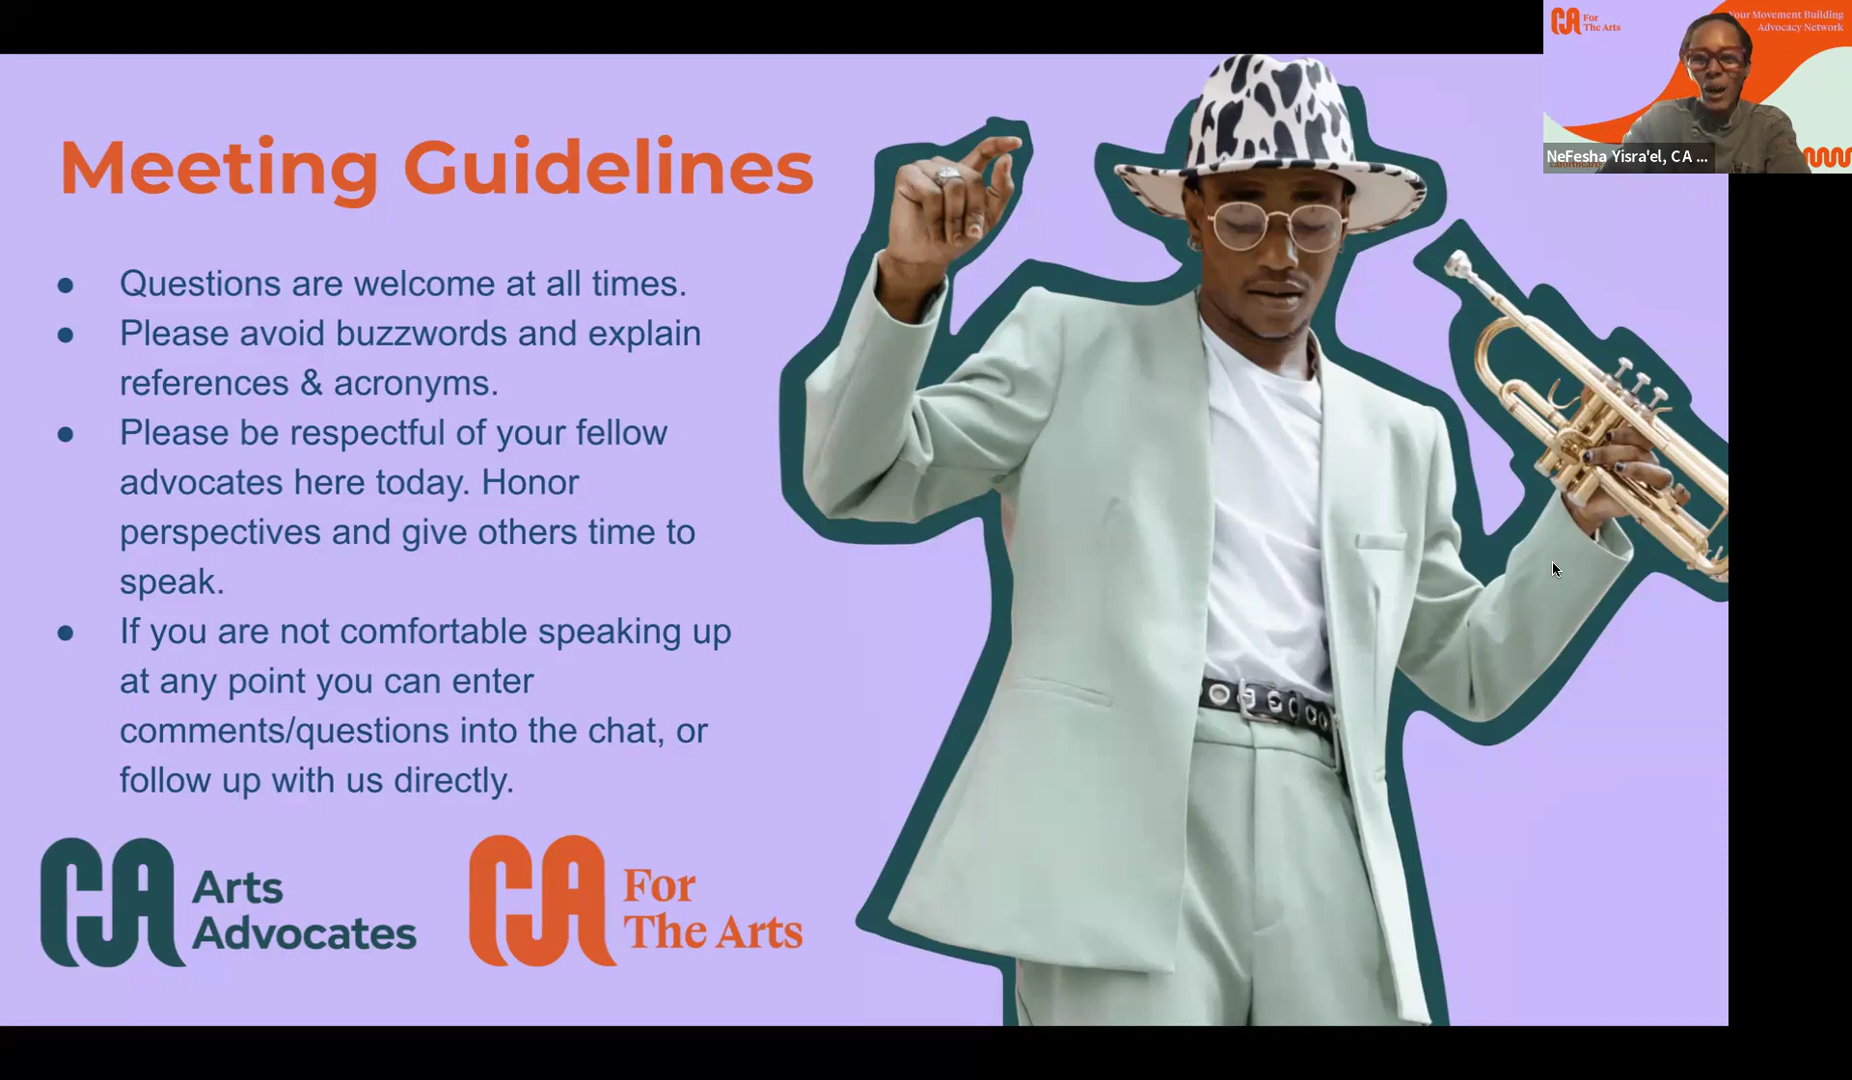 Meeting Guidelines
● Questions are welcome at all times.
● Please avoid buzzwords and explain
references & acronyms.
● Please be respectful of your fellow
advocates here today. Honor
perspectives and give others time to
speak.
● If you are not comfortable speaking up
at any point you can enter
comments/questions into the chat, or
follow up with us directly.
CA Arts
Advocates
CA For
The Arts
CA For
The Arts
Your Movement Building
Advocacy Network
NeFesha Yisra'el, CA ...